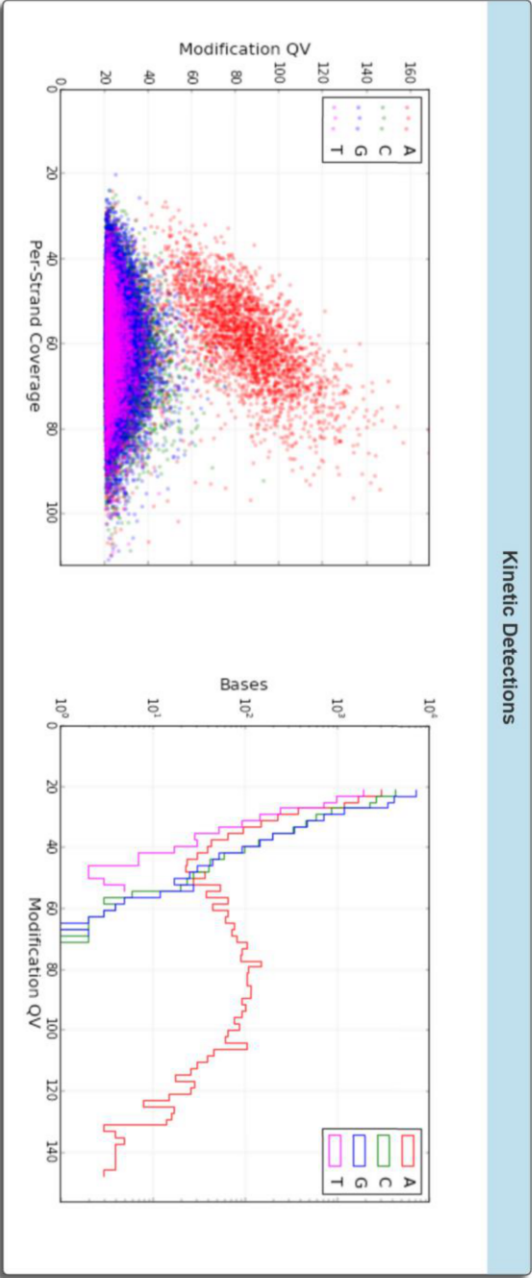 Kinetic Detections
Modification QV
160
140
120
100
80
60
40
20
0
0
20
40
60
80
100
Per-Strand Coverage
A
C
G
T
Bases
10⁴
10³
10²
10¹
10⁰
0
20
40
60
80
100
120
140
Modification QV
A
C
G
T